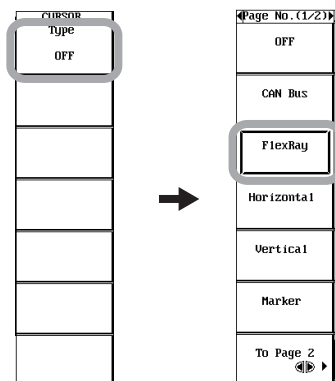 CURSOR
Type
OFF
Page No.(1/2)
OFF
CAN Bus
FlexRay
Horizontal
Vertical
Marker
To Page 2